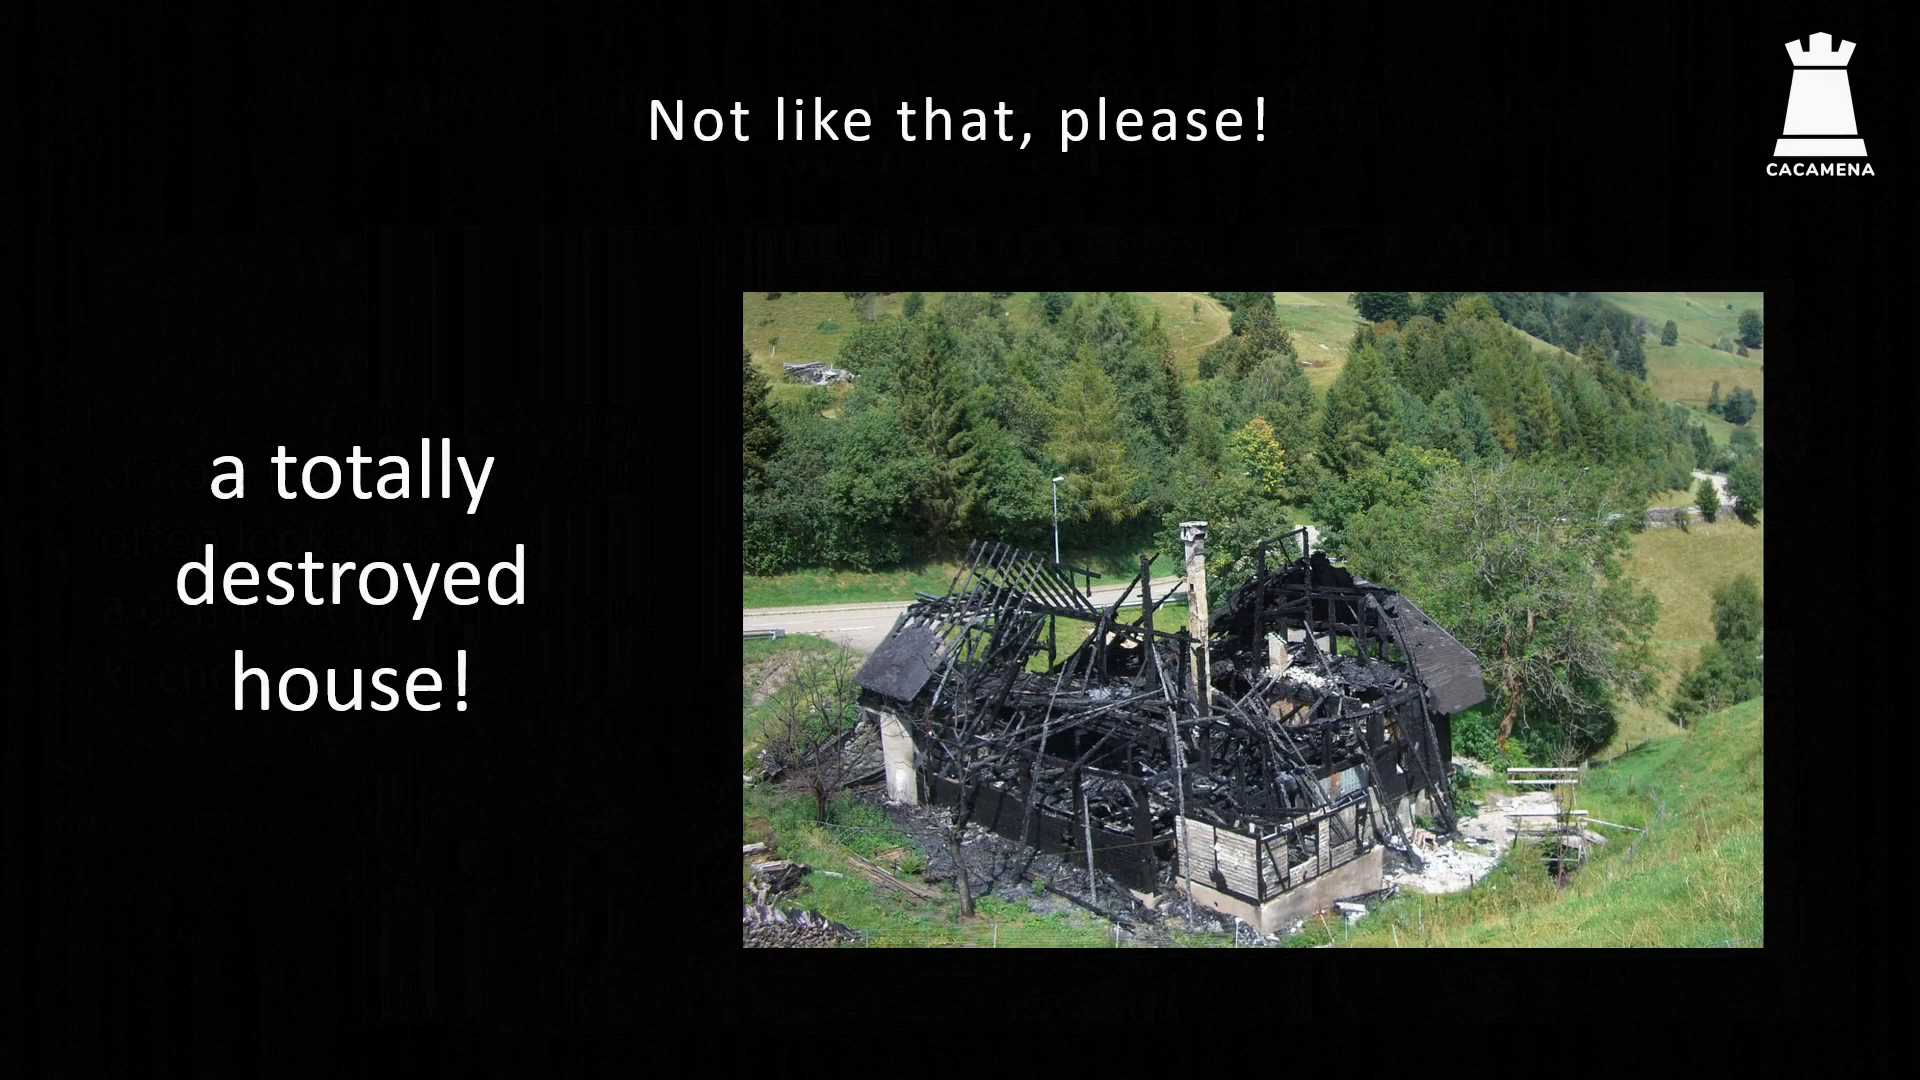 Not like that, please!
CACAMENA
a totally
destroyed
house!